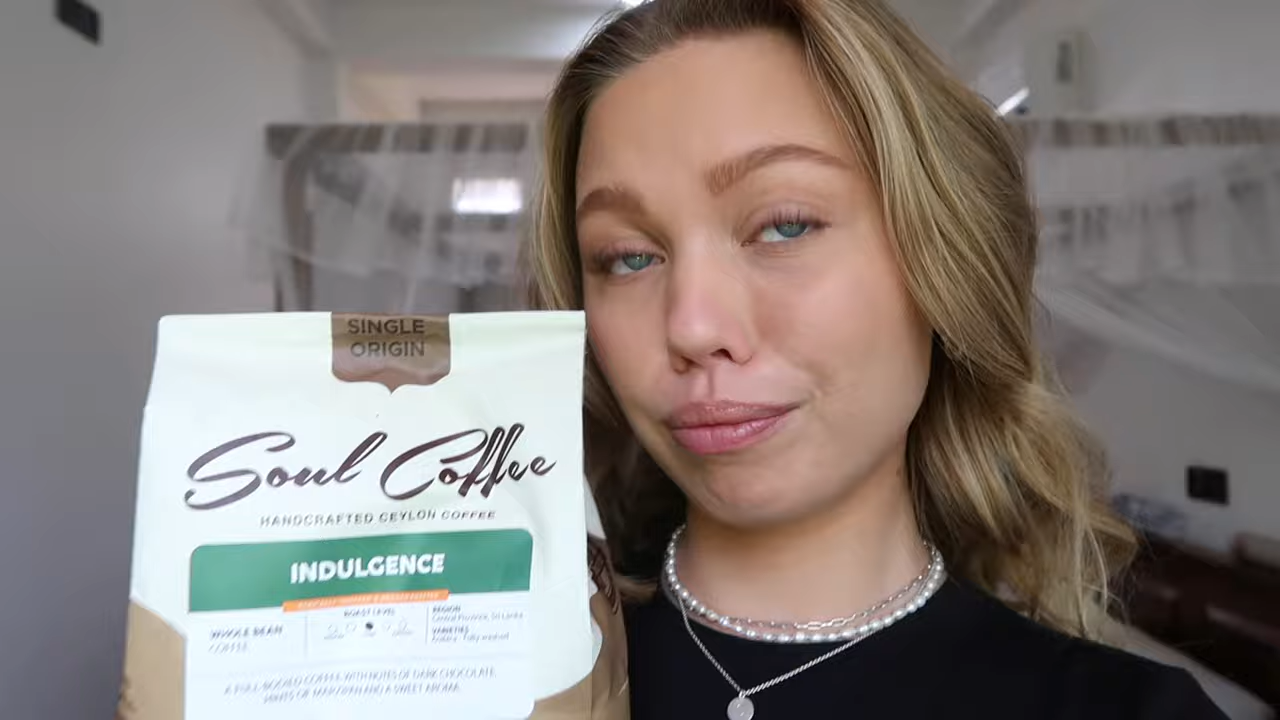 SINGLE
ORIGIN
Soul Coffee
HANDCRAFTED CEYLON COFFEE
INDULGENCE
ROAST LEVEL
REGION
Central Province, Sri Lanka
VARIETIES
WHOLE BEAN
COFFEE
A FULL-BODIED COFFEE WITH NOTES OF DARK CHOCOLATE,
HINTS OF MARZIPAN AND A SWEET AROMA.